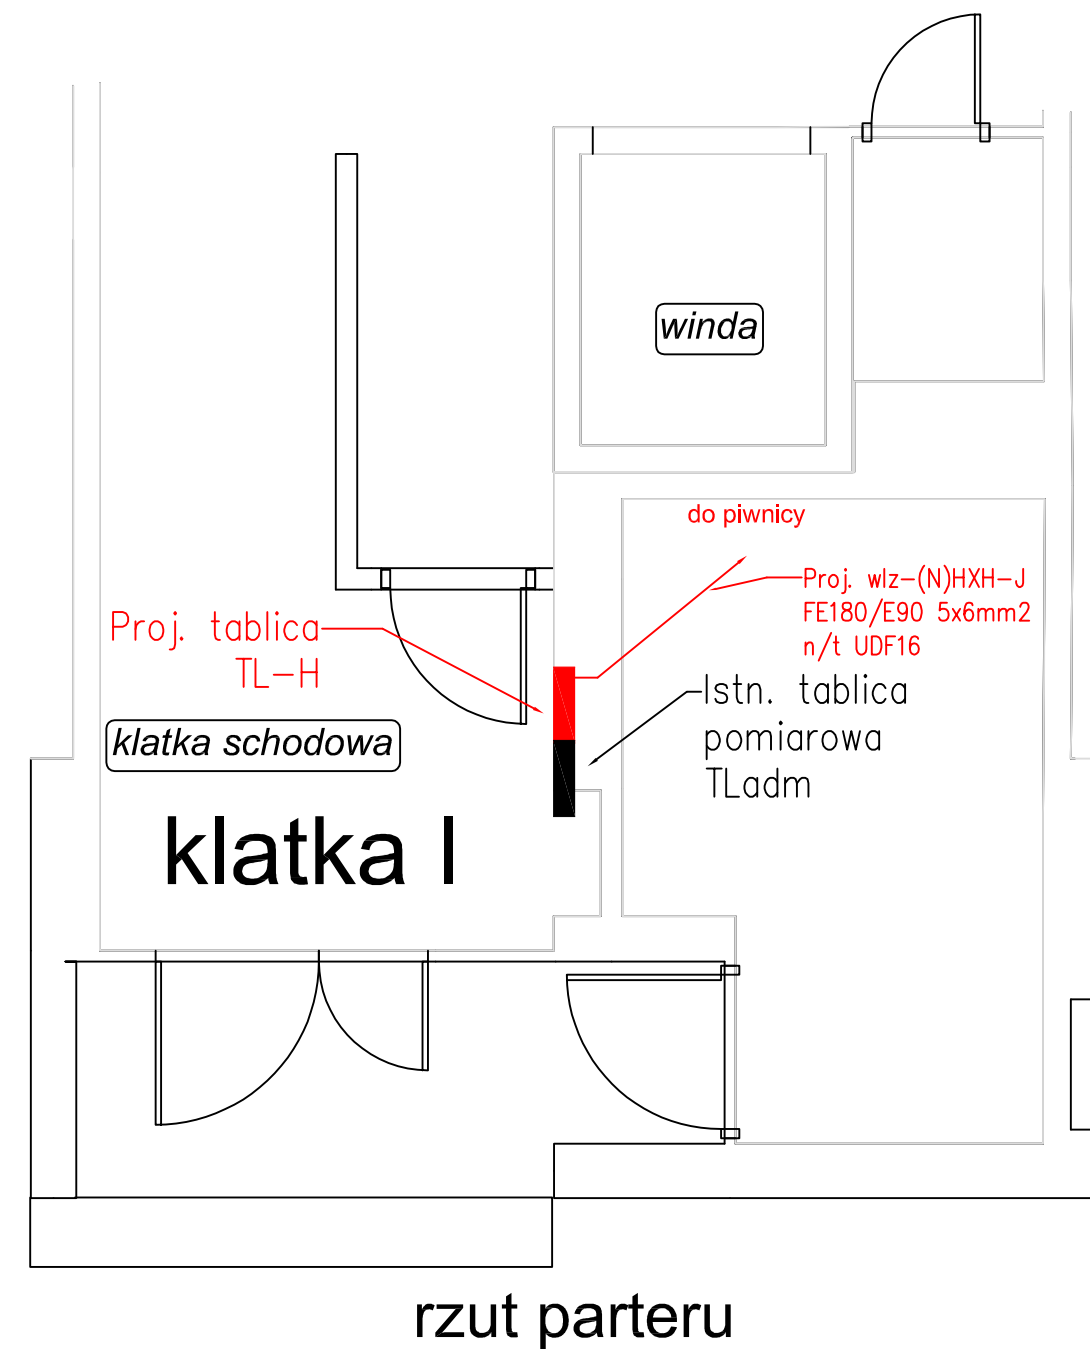 winda
do piwnicy
Proj. wlz-(N)HXH-J
FE180/E90 5x6mm2
n/t UDF16
Proj. tablica
TL-H
Istn. tablica
pomiarowa
TLadm
klatka schodowa
klatka I
rzut parteru